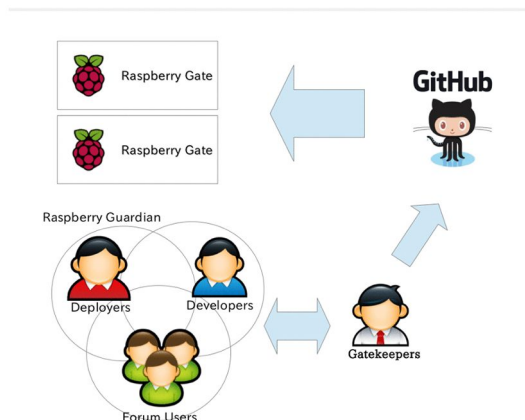 Raspberry Gate
GitHub
Raspberry Gate
Raspberry Guardian
Deployers
Developers
Gatekeepers
Forum Users